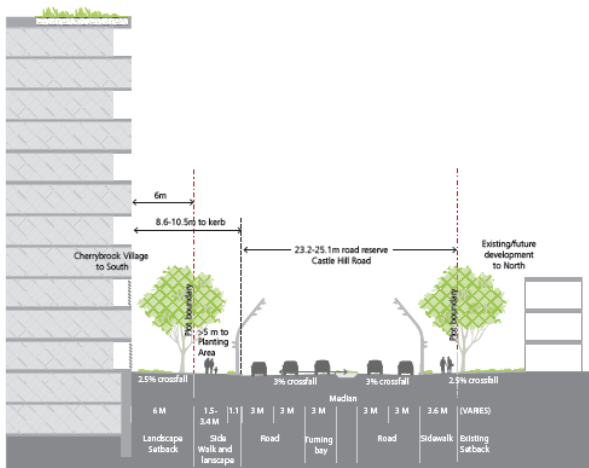 6m
8.6-10.5m to kerb
23.2-25.1m road reserve
Castle Hill Road
Existing/future
development
to North
Cherrybrook Village
to South
Plot boundary
>5 m to
Planting
Area
Plot boundary
2.5% crossfall
3% crossfall
3% crossfall
2.5% crossfall
Median
6 M
1.5-
3.4 M
1.1
3 M
3 M
3 M
3 M
3 M
3.6 M
(VARIES)
Landscape
Setback
Side
Walk and
lanscape
Road
Turning
bay
Road
Sidewalk
Existing
Setback